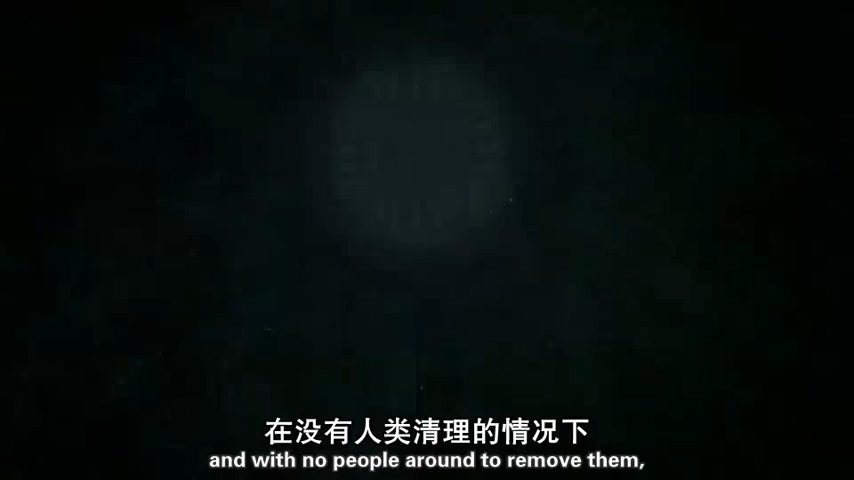 在没有人类清理的情况下
and with no people around to remove them,